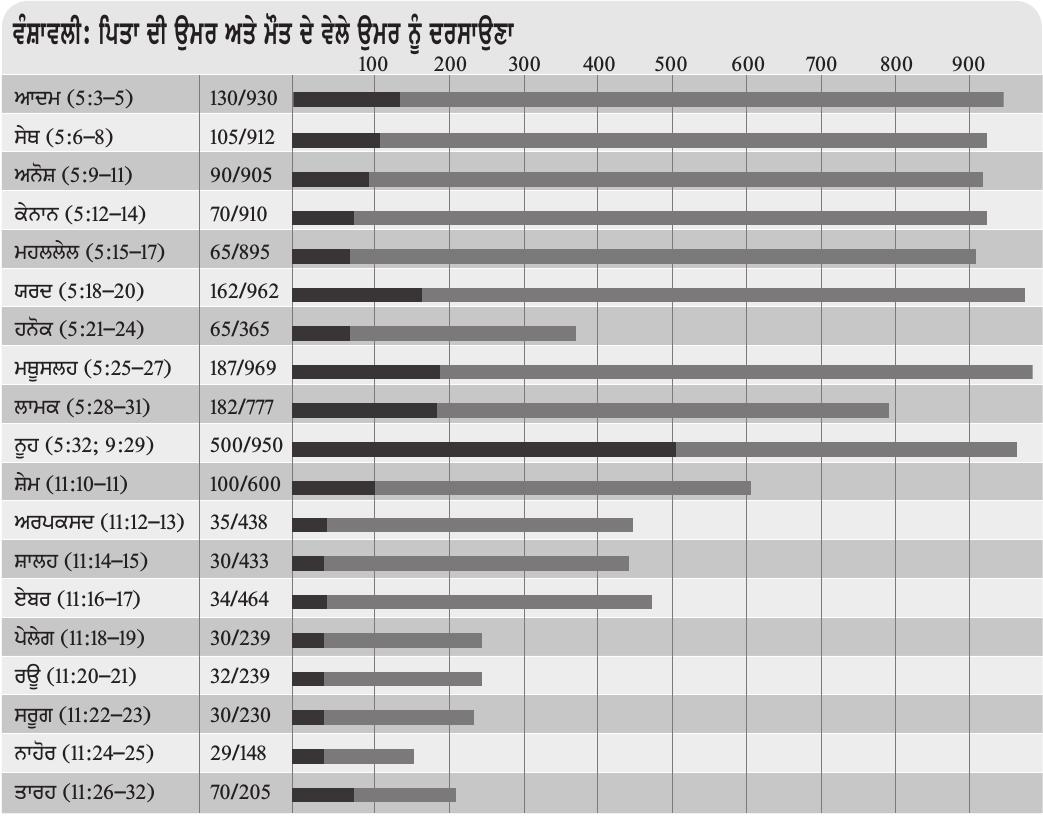 ਵੰਸ਼ਾਵਲੀ: ਪਿਤਾ ਦੀ ਉਮਰ ਅਤੇ ਮੌਤ ਦੇ ਵੇਲੇ ਉਮਰ ਨੂੰ ਦਰਸਾਉਣਾ
100 200 300 400 500 600 700 800 900
ਆਦਮ (5:3–5) 130/930
ਸੇਥ (5:6–8) 105/912
ਅਨੋਸ਼ (5:9–11) 90/905
ਕੇਨਾਨ (5:12–14) 70/910
ਮਹਲਲੇਲ (5:15–17) 65/895
ਯਰਦ (5:18–20) 162/962
ਹਨੋਕ (5:21–24) 65/365
ਮਥੂਸਲਹ (5:25–27) 187/969
ਲਾਮਕ (5:28–31) 182/777
ਨੂਹ (5:32; 9:29) 500/950
ਸ਼ੇਮ (11:10–11) 100/600
ਅਰਪਕਸਦ (11:12–13) 35/438
ਸ਼ਾਲਹ (11:14–15) 30/433
ਏਬਰ (11:16–17) 34/464
ਪੇਲੇਗ (11:18–19) 30/239
ਰਊ (11:20–21) 32/239
ਸਰੂਗ (11:22–23) 30/230
ਨਾਹੋਰ (11:24–25) 29/148
ਤਾਰਹ (11:26–32) 70/205